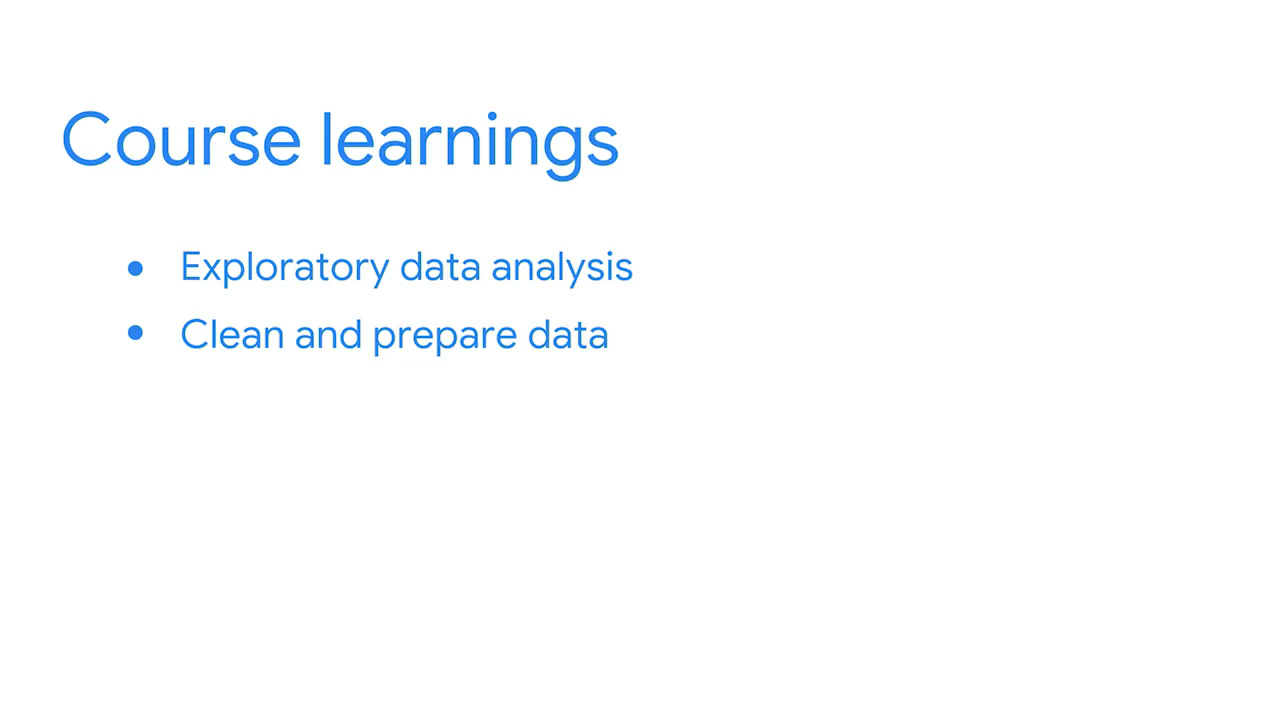 Course learnings
• Exploratory data analysis
• Clean and prepare data